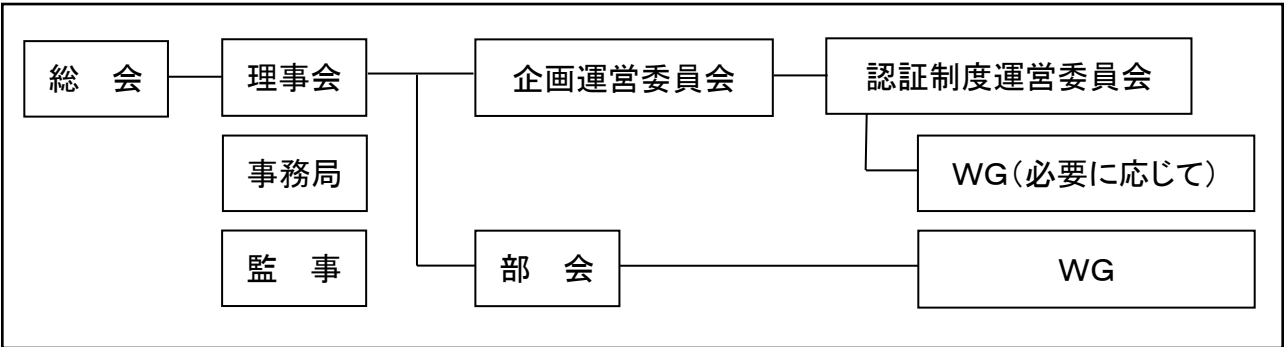 総　会
理事会
企画運営委員会
認証制度運営委員会
事務局
ＷＧ（必要に応じて）
監　事
部　会
ＷＧ